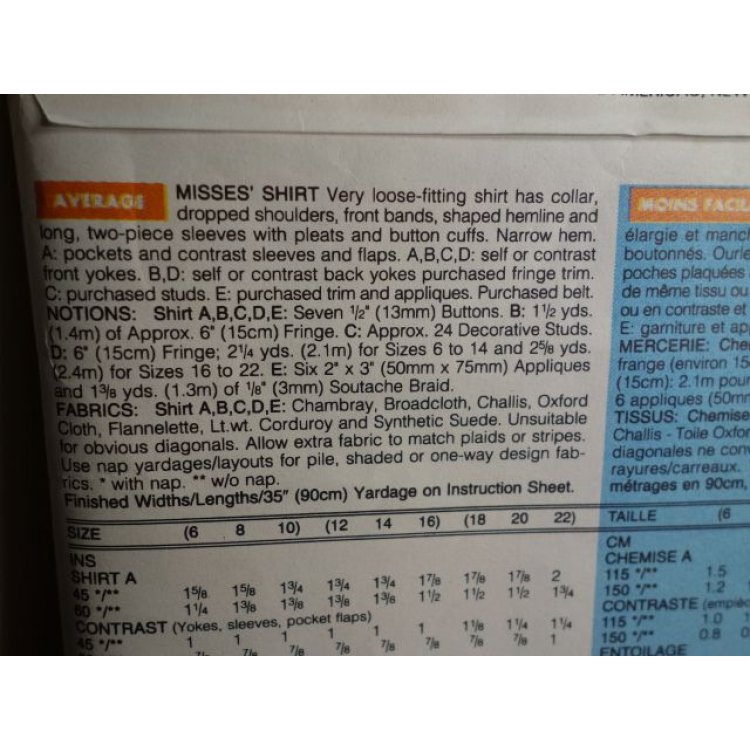 AVERAGE
MISSES' SHIRT Very loose-fitting shirt has collar,
dropped shoulders, front bands, shaped hemline and
long, two-piece sleeves with pleats and button cuffs. Narrow hem.
A: pockets and contrast sleeves and flaps. A,B,C,D: self or contrast
front yokes. B,D: self or contrast back yokes purchased fringe trim.
C: purchased studs. E: purchased trim and appliques. Purchased belt.
NOTIONS: Shirt A,B,C,D,E: Seven 1/2" (13mm) Buttons. B: 1 1/2 yds.
(1.4m) of Approx. 6" (15cm) Fringe. C: Approx. 24 Decorative Studs.
D: 6" (15cm) Fringe; 2 1/4 yds. (2.1m) for Sizes 6 to 14 and 2 5/8 yds.
(2.4m) for Sizes 16 to 22. E: Six 2" x 3" (50mm x 75mm) Appliques
and 1 3/8 yds. (1.3m) of 1/8" (3mm) Soutache Braid.
FABRICS: Shirt A,B,C,D,E: Chambray, Broadcloth, Challis, Oxford
Cloth, Flannelette, Lt.wt. Corduroy and Synthetic Suede. Unsuitable
for obvious diagonals. Allow extra fabric to match plaids or stripes.
Use nap yardages/layouts for pile, shaded or one-way design fab-
rics. * with nap. ** w/o nap.
Finished Widths/Lengths/35" (90cm) Yardage on Instruction Sheet.
SIZE (6 8 10) (12 14 16) (18 20 22)
INS
SHIRT A
45 */** 1 5/8 1 5/8 1 3/4 1 3/4 1 3/4 1 7/8 1 7/8 1 7/8 2
60 */** 1 1/4 1 3/8 1 3/8 1 3/8 1 3/8 1 1/2 1 1/2 1 1/2 1 3/4
CONTRAST (Yokes, sleeves, pocket flaps)
45 */** 1 1 1 1 1 1 1 1/8 1 1/4 1 1/4
7/8 7/8 7/8 7/8 7/8 7/8 7/8 1
MOINS FACIL
élargie et manch
boutonnés. Ourle
poches plaquées
de même tissu ou
ou en contraste et
E: garniture et ap
MERCERIE: Che
frange (environ 15
(15cm): 2.1m pou
6 appliques (50m
TISSUS: Chemise
Challis - Toile Oxfo
diagonales ne conv
rayures/carreaux.
métrages en 90cm,
TAILLE (6
CM
CHEMISE A
115 */** 1.5
150 */** 1.2
CONTRASTE (empièc
115 */** 1.0
150 */** 0.8
ENTOILAGE